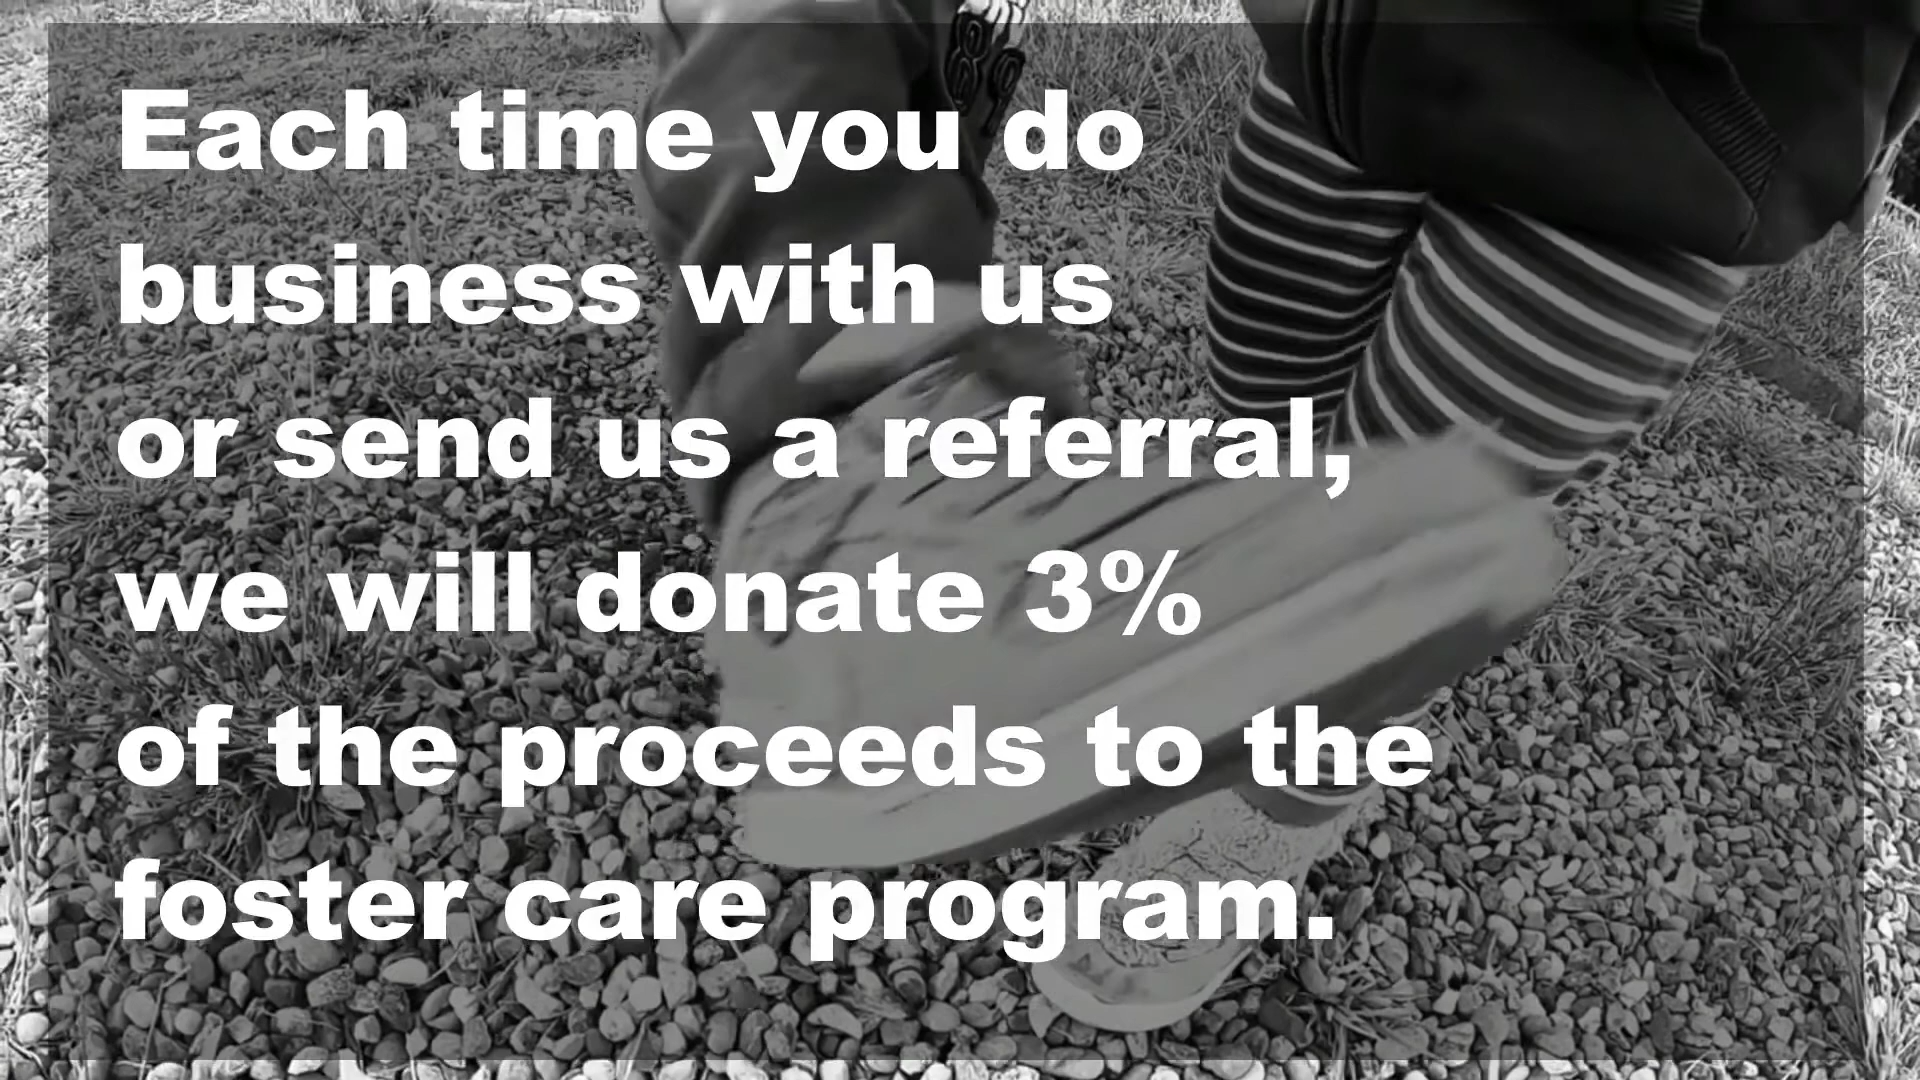 Each time you do
business with us
or send us a referral,
we will donate 3%
of the proceeds to the
foster care program.